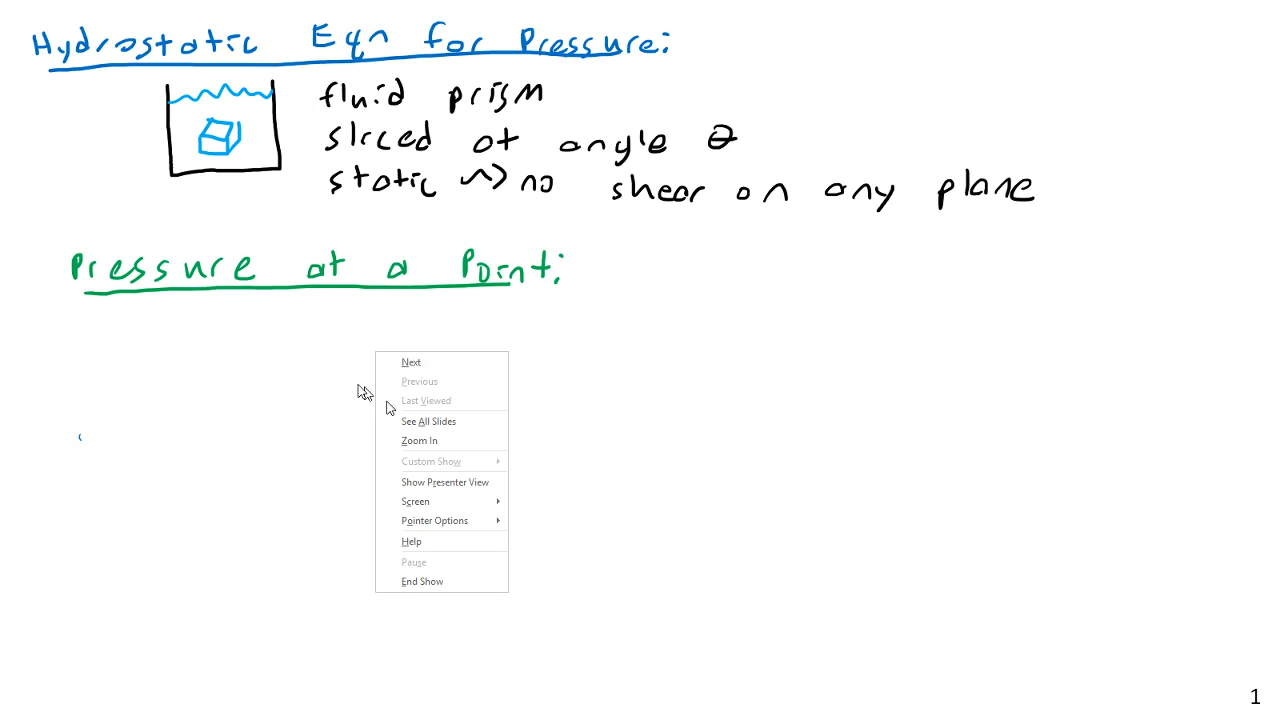 Hydrostatic Eqn for Pressure:
fluid prism
sliced at angle θ
static ~> no shear on any plane
Pressure at a Point:
Next
Previous
Last Viewed
See All Slides
Zoom In
Custom Show
Show Presenter View
Screen
Pointer Options
Help
Pause
End Show
1